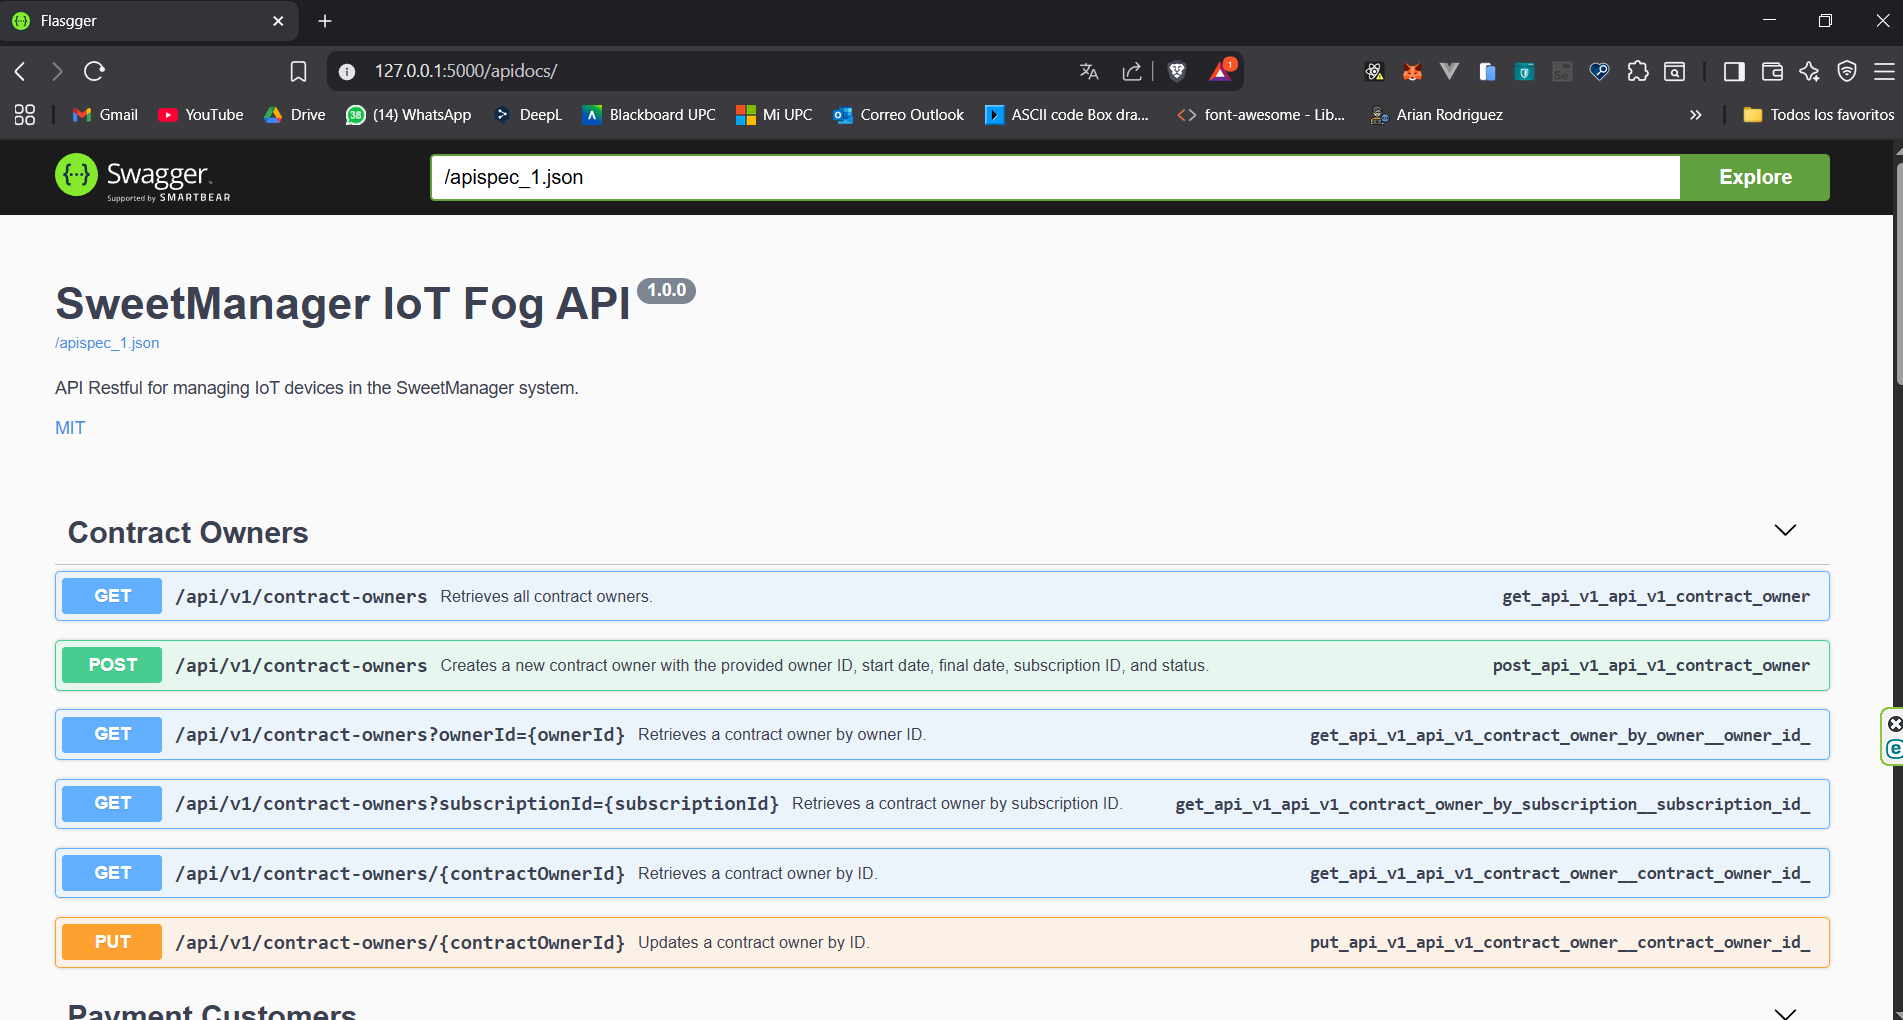 Flasgger
127.0.0.1:5000/apidocs/
1
Gmail
YouTube
Drive
38
(14) WhatsApp
DeepL
Blackboard UPC
Mi UPC
Correo Outlook
ASCII code Box dra...
font-awesome - Lib...
Arian Rodriguez
Todos los favoritos
Swagger
Supported by SMARTBEAR
/apispec_1.json
Explore
SweetManager IoT Fog API 1.0.0
/apispec_1.json
API Restful for managing IoT devices in the SweetManager system.
MIT
Contract Owners
GET /api/v1/contract-owners Retrieves all contract owners. get_api_v1_api_v1_contract_owner
POST /api/v1/contract-owners Creates a new contract owner with the provided owner ID, start date, final date, subscription ID, and status. post_api_v1_api_v1_contract_owner
GET /api/v1/contract-owners?ownerId={ownerId} Retrieves a contract owner by owner ID. get_api_v1_api_v1_contract_owner_by_owner__owner_id_
GET /api/v1/contract-owners?subscriptionId={subscriptionId} Retrieves a contract owner by subscription ID. get_api_v1_api_v1_contract_owner_by_subscription__subscription_id_
GET /api/v1/contract-owners/{contractOwnerId} Retrieves a contract owner by ID. get_api_v1_api_v1_contract_owner__contract_owner_id_
PUT /api/v1/contract-owners/{contractOwnerId} Updates a contract owner by ID. put_api_v1_api_v1_contract_owner__contract_owner_id_
Payment Customers